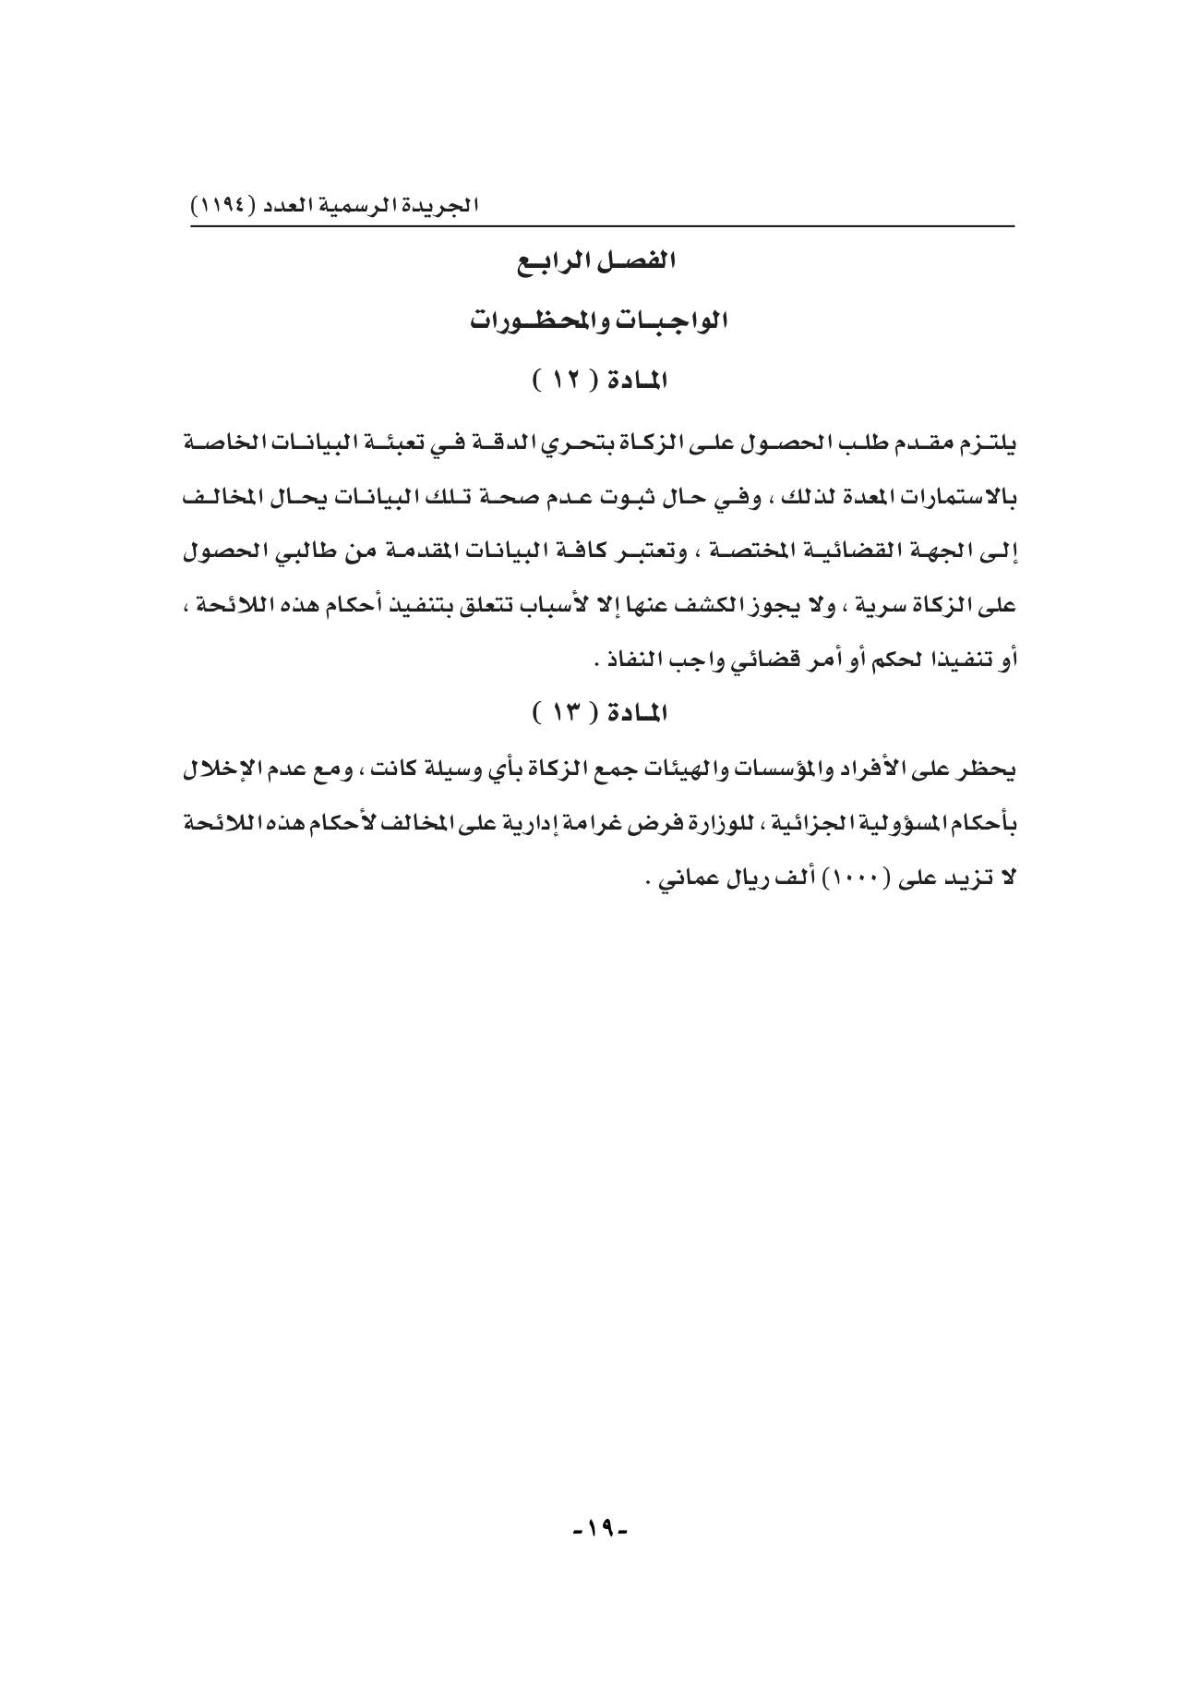 الجريدة الرسمية العدد (١١٩٤)
الفصل الرابع
الواجبات والمحظورات
المادة ( ١٢ )
يلتزم مقدم طلب الحصول على الزكاة بتحري الدقة في تعبئة البيانات الخاصة
بالاستمارات المعدة لذلك ، وفي حال ثبوت عدم صحة تلك البيانات يحال المخالف
إلى الجهة القضائية المختصة ، وتعتبر كافة البيانات المقدمة من طالبي الحصول
على الزكاة سرية ، ولا يجوز الكشف عنها إلا لأسباب تتعلق بتنفيذ أحكام هذه اللائحة ،
أو تنفيذا لحكم أو أمر قضائي واجب النفاذ .
المادة ( ١٣ )
يحظر على الأفراد والمؤسسات والهيئات جمع الزكاة بأي وسيلة كانت ، ومع عدم الإخلال
بأحكام المسؤولية الجزائية ، للوزارة فرض غرامة إدارية على المخالف لأحكام هذه اللائحة
لا تزيد على (١٠٠٠) ألف ريال عماني .
-١٩-